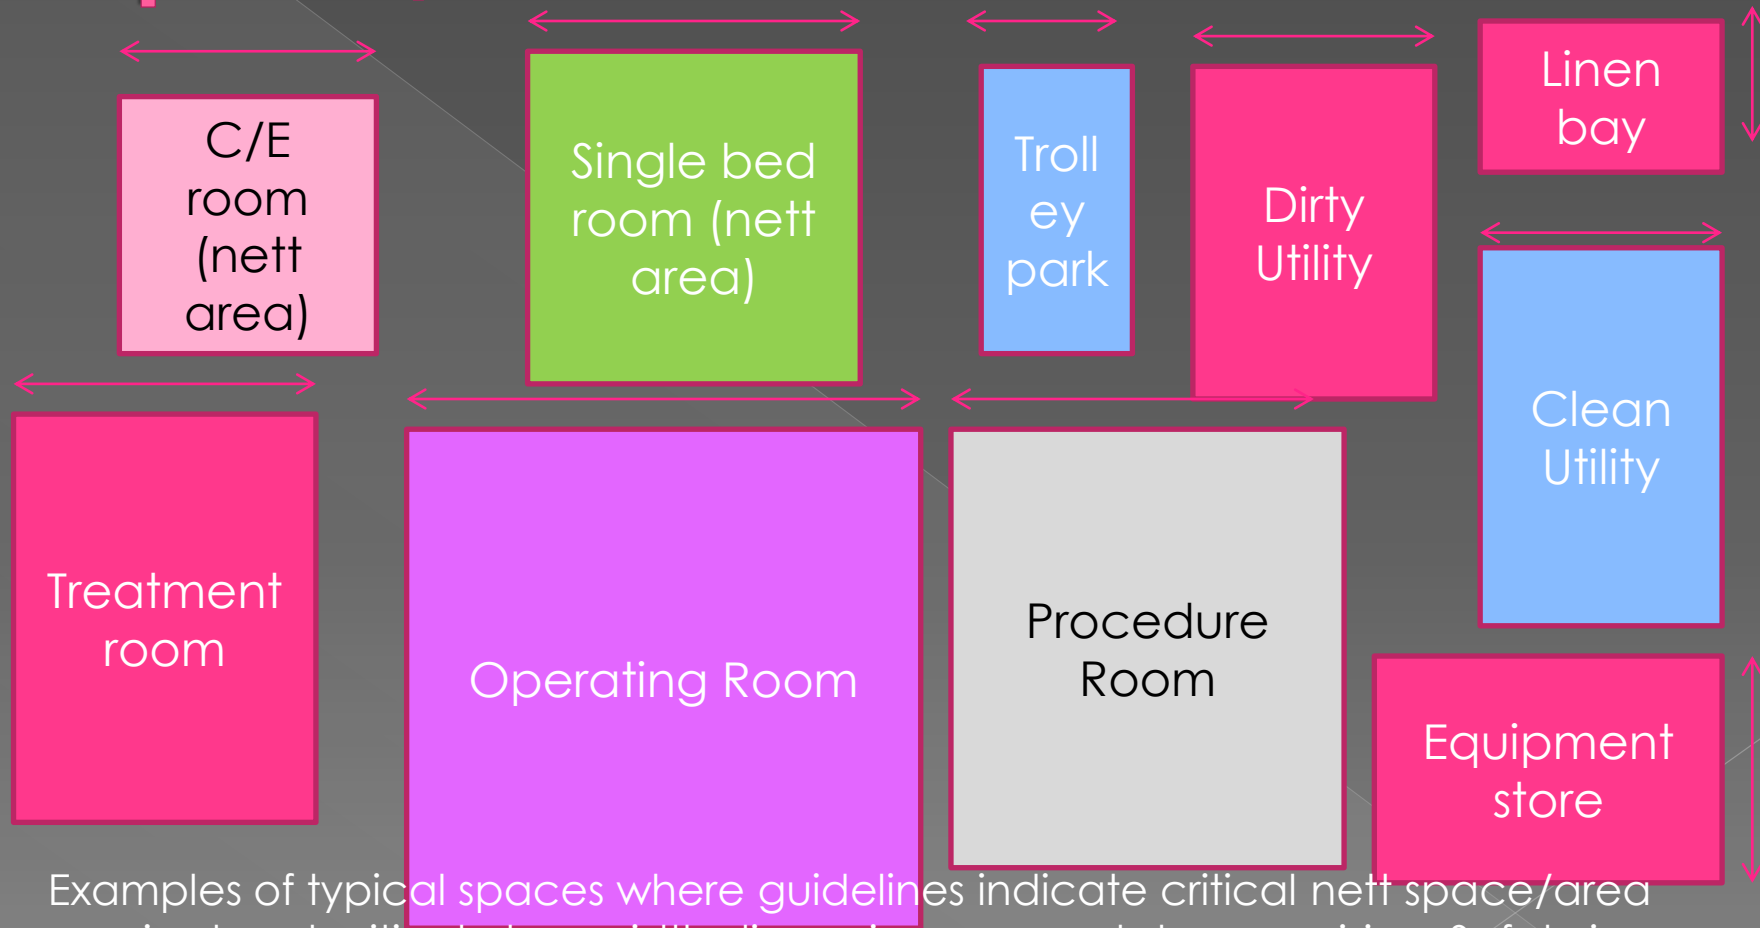 C/E
room
(nett
area)
Single bed
room (nett
area)
Troll
ey
park
Dirty
Utility
Linen
bay
Clean
Utility
Treatment
room
Operating Room
Procedure
Room
Equipment
store
Examples of typical spaces where guidelines indicate critical nett space/area